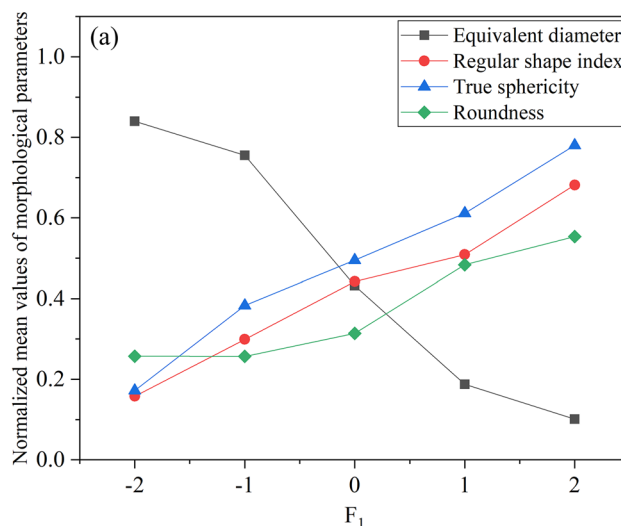 (a)
Equivalent diameter
Regular shape index
True sphericity
Roundness
Normalized mean values of morphological parameters
1.0
0.8
0.6
0.4
0.2
0.0
-2 -1 0 1 2
F1